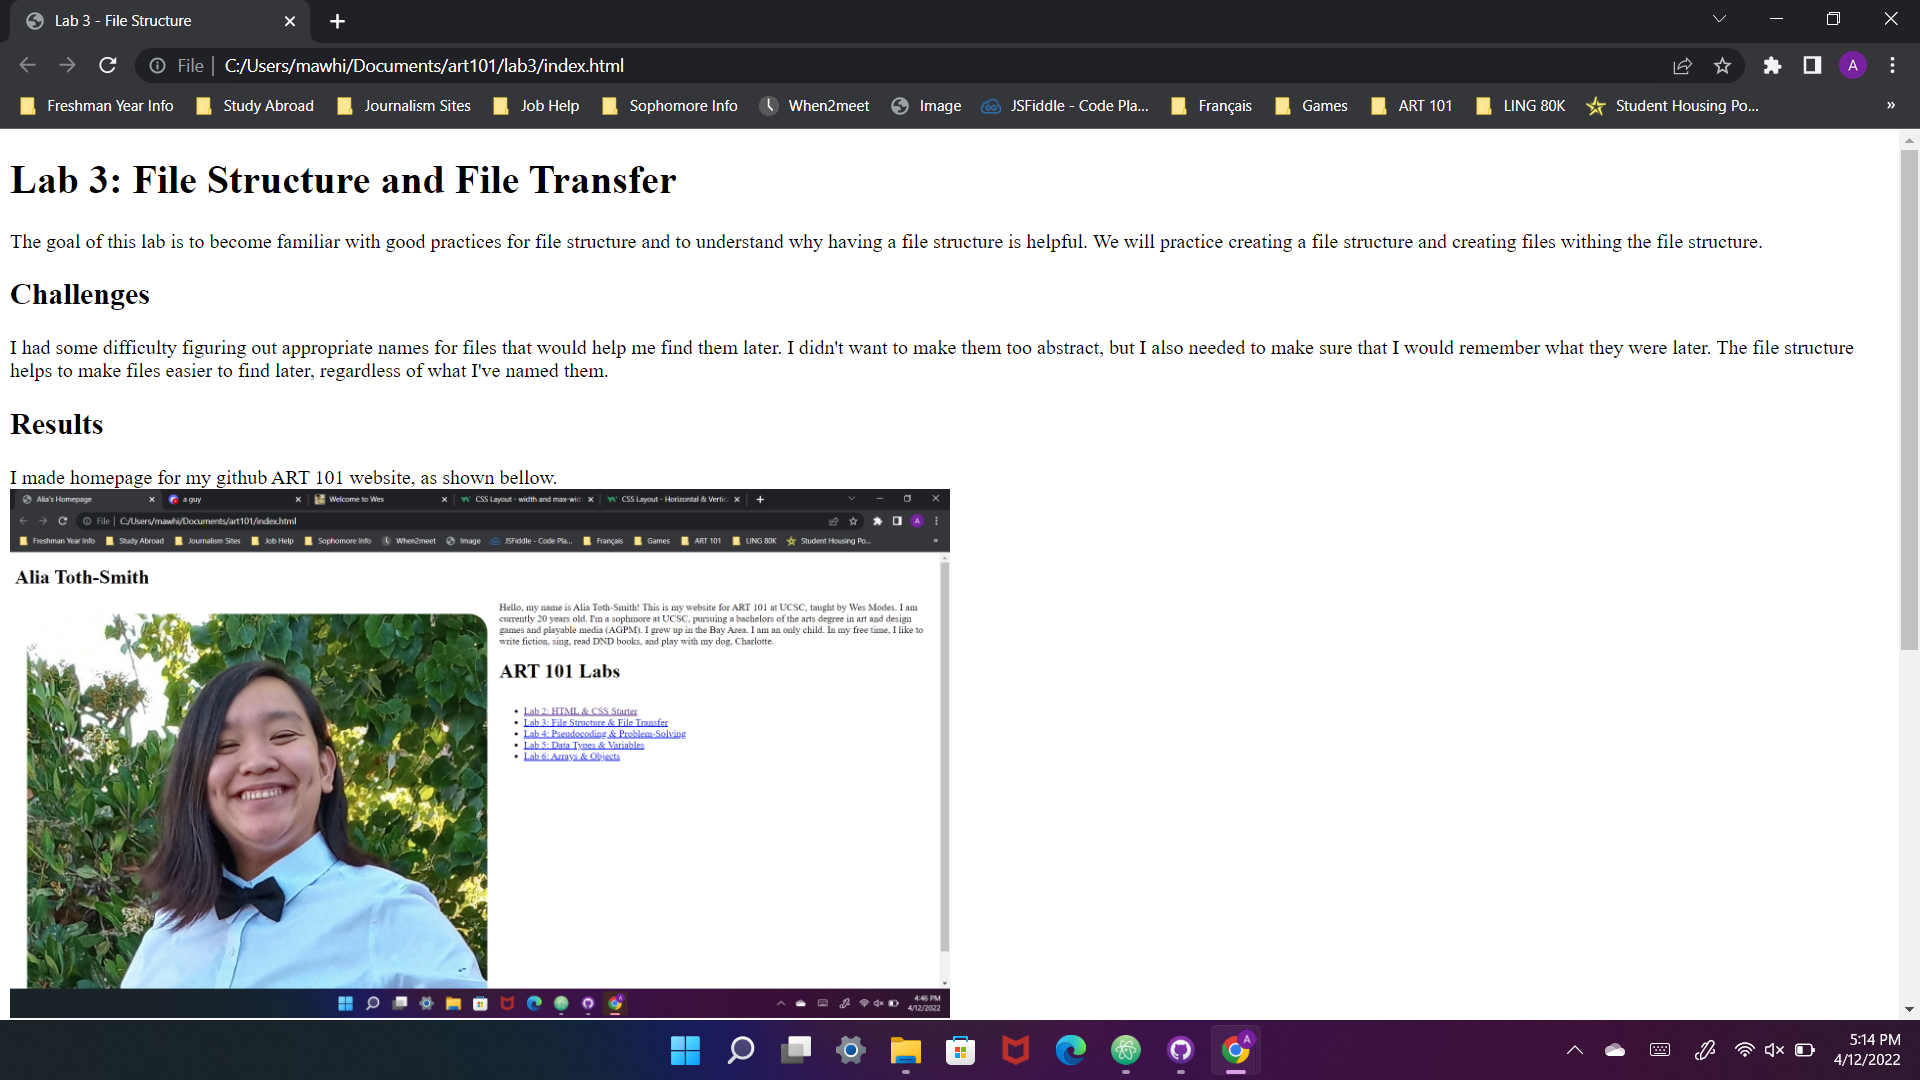 Lab 3 - File Structure
File
C:/Users/mawhi/Documents/art101/lab3/index.html
A
Freshman Year Info
Study Abroad
Journalism Sites
Job Help
Sophomore Info
When2meet
Image
JSFiddle - Code Pla...
Français
Games
ART 101
LING 80K
Student Housing Po...
»
Lab 3: File Structure and File Transfer
The goal of this lab is to become familiar with good practices for file structure and to understand why having a file structure is helpful. We will practice creating a file structure and creating files withing the file structure.
Challenges
I had some difficulty figuring out appropriate names for files that would help me find them later. I didn't want to make them too abstract, but I also needed to make sure that I would remember what they were later. The file structure
helps to make files easier to find later, regardless of what I've named them.
Results
I made homepage for my github ART 101 website, as shown bellow.
Alia's Homepage
a guy
Welcome to Wes
CSS Layout - width and max-wid
CSS Layout - Horizontal & Vertic
File
C:/Users/mawhi/Documents/art101/index.html
A
Freshman Year Info
Study Abroad
Journalism Sites
Job Help
Sophomore Info
When2meet
Image
JSFiddle - Code Pla...
Français
Games
ART 101
LING 80K
Student Housing Po...
»
Alia Toth-Smith
Hello, my name is Alia Toth-Smith! This is my website for ART 101 at UCSC, taught by Wes Modes. I am
currently 20 years old. I'm a sophmore at UCSC, pursuing a bachelors of the arts degree in art and design
games and playable media (AGPM). I grew up in the Bay Area. I am an only child. In my free time, I like to
write fiction, sing, read DND books, and play with my dog, Charlotte.
ART 101 Labs
Lab 2: HTML & CSS Starter
Lab 3: File Structure & File Transfer
Lab 4: Pseudocoding & Problem-Solving
Lab 5: Data Types & Variables
Lab 6: Arrays & Objects
4:46 PM
4/12/2022
A
5:14 PM
4/12/2022